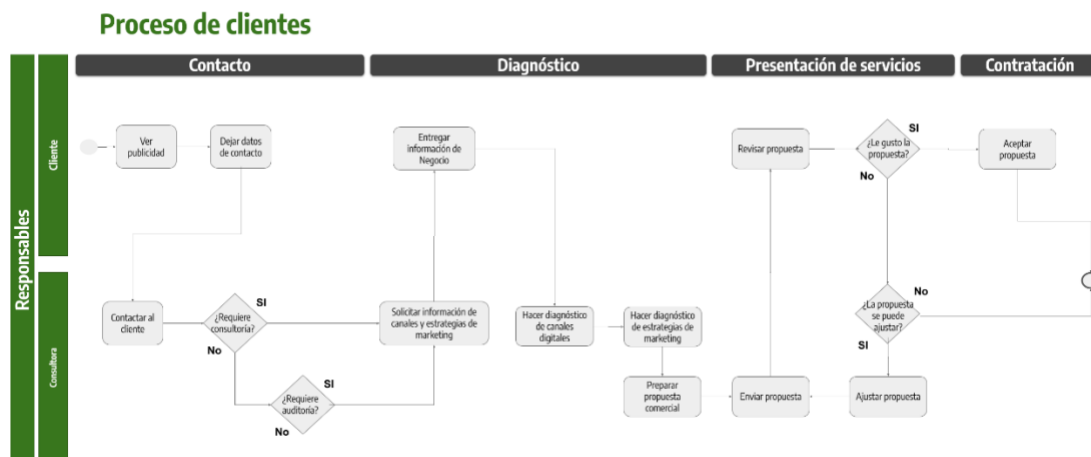 Proceso de clientes
Contacto
Diagnóstico
Presentación de servicios
Contratación
Responsables
Cliente
Consultora
Ver
publicidad
Dejar datos
de contacto
Entregar
información de
Negocio
Revisar propuesta
¿Le gusto la
propuesta?
SI
No
Aceptar
propuesta
Contactar al
cliente
¿Requiere
consultoría?
SI
No
Solicitar información de
canales y estrategias de
marketing
Hacer diagnóstico
de canales
digitales
Hacer diagnóstico
de estrategias de
marketing
¿La propuesta
se puede
ajustar?
No
SI
¿Requiere
auditoría?
SI
No
Preparar
propuesta
comercial
Enviar propuesta
Ajustar propuesta